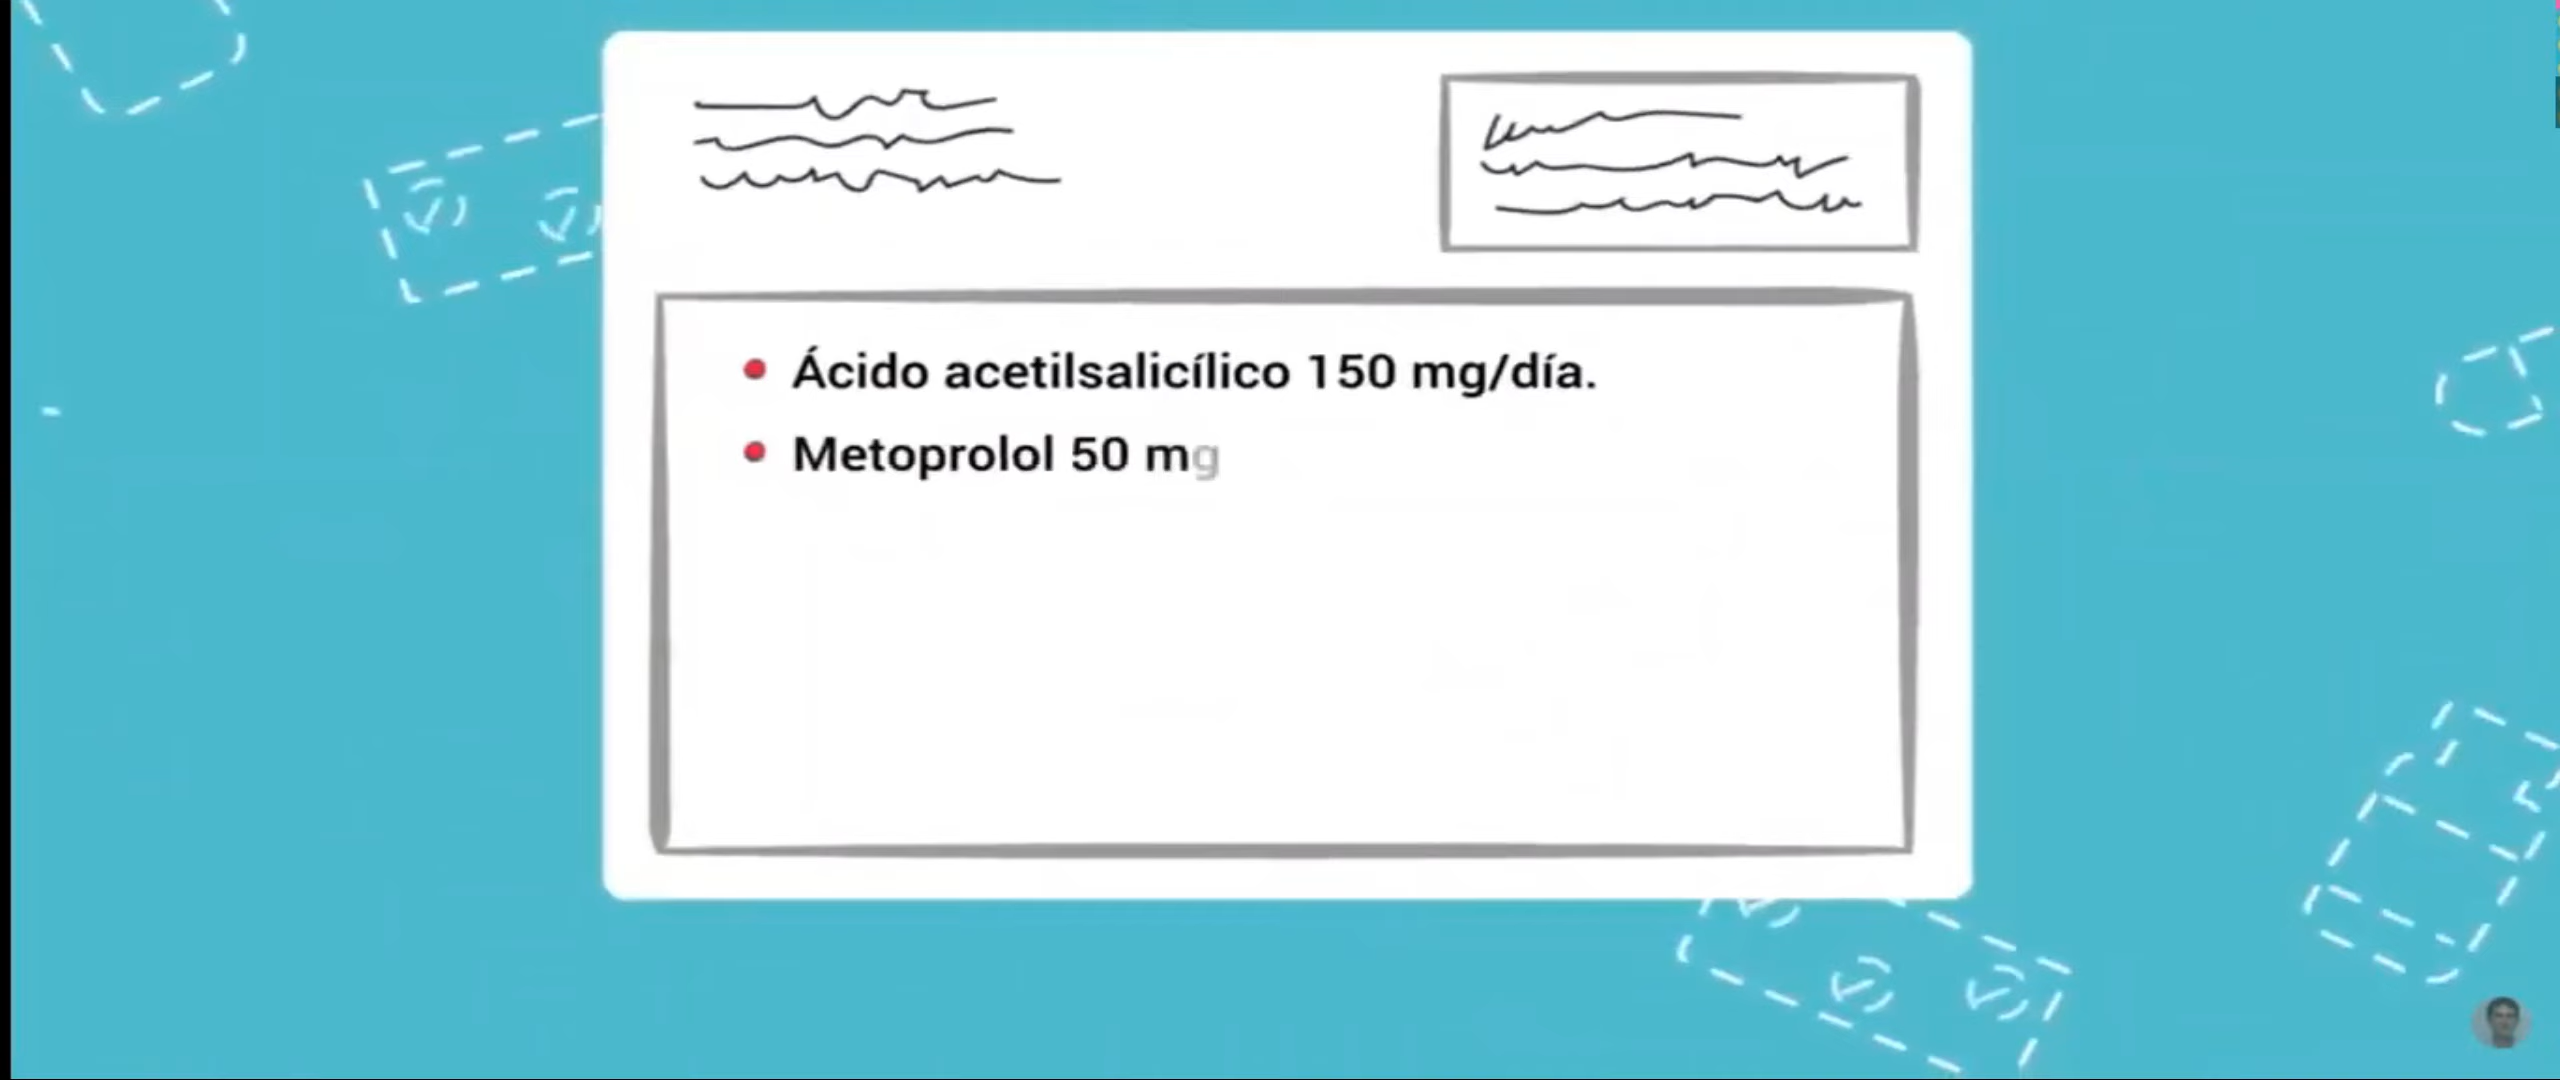 • Ácido acetilsalicílico 150 mg/día.
• Metoprolol 50 mg